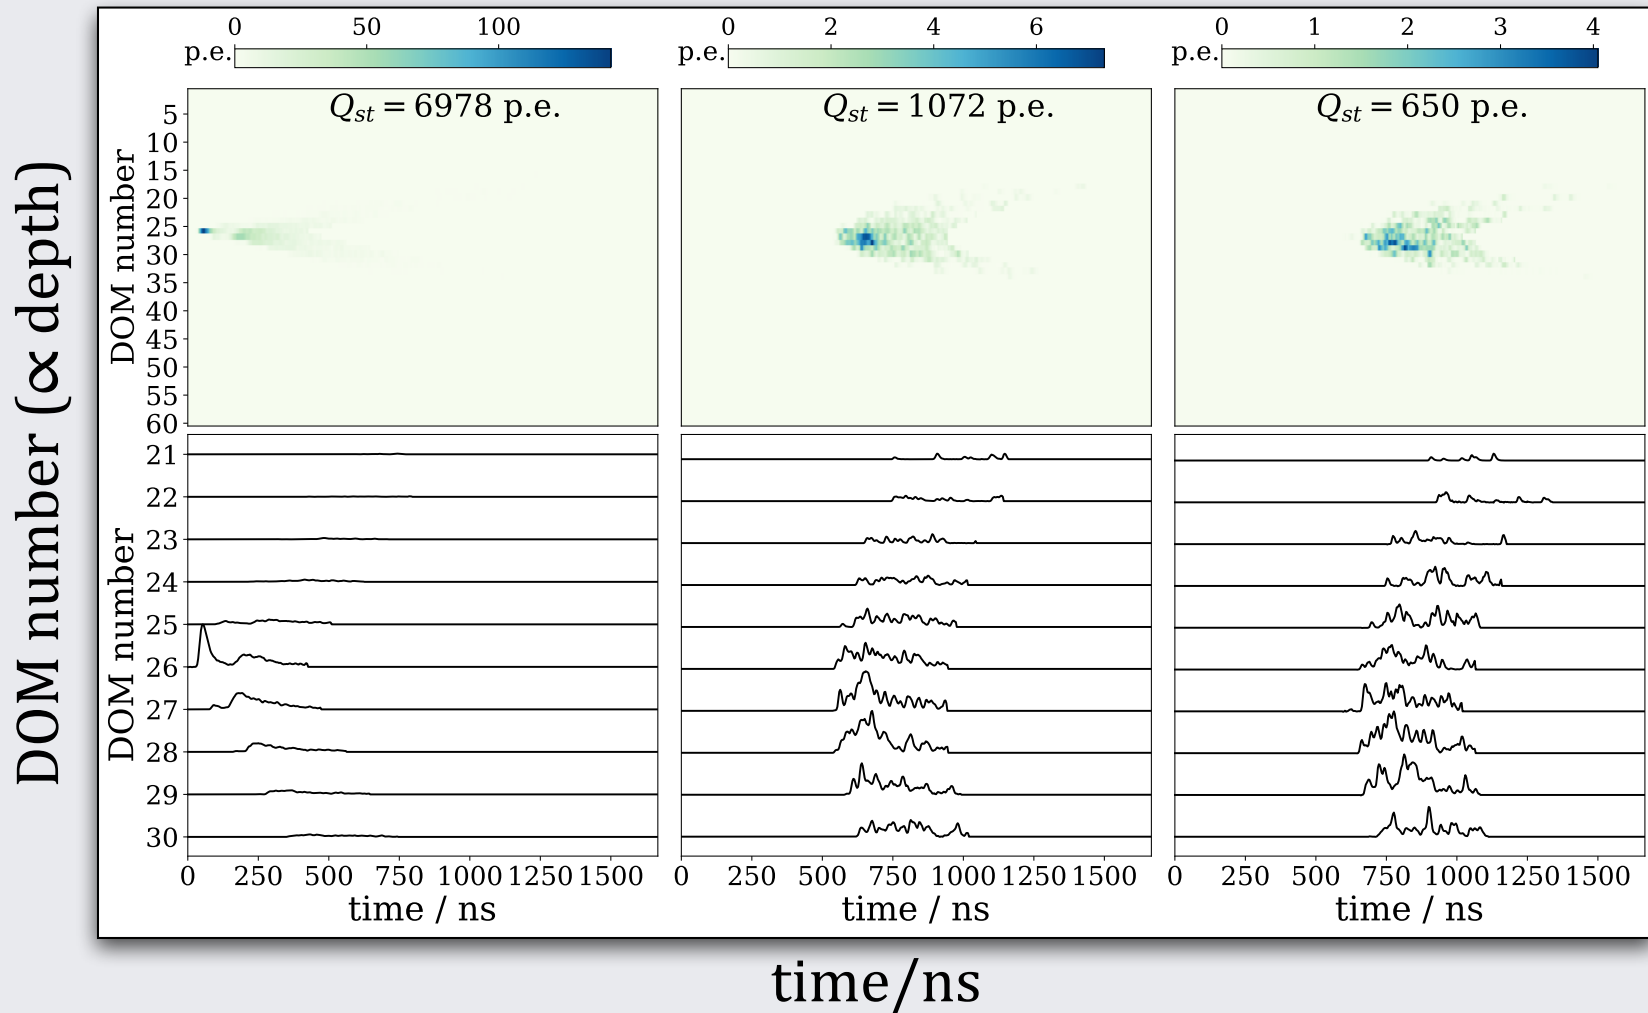 DOM number (∝ depth)
0 50 100
p.e.
0 2 4 6
p.e.
0 1 2 3 4
p.e.
Q_st = 6978 p.e.
Q_st = 1072 p.e.
Q_st = 650 p.e.
DOM number
5
10
15
20
25
30
35
40
45
50
55
60
DOM number
21
22
23
24
25
26
27
28
29
30
0 250 500 750 1000 1250 1500
0 250 500 750 1000 1250 1500
0 250 500 750 1000 1250 1500
time / ns
time / ns
time / ns
time/ns